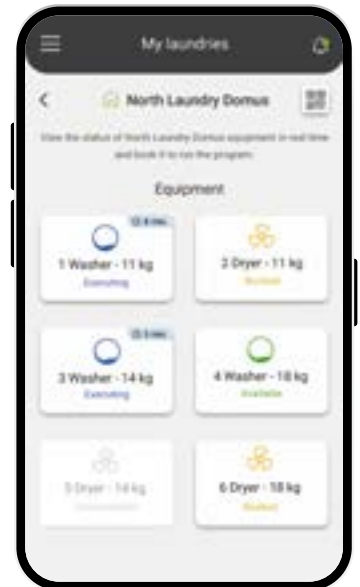 My laundries
North Laundry Domus
View the status of North Laundry Domus equipment in real time
and book it to run the program.
Equipment
1 Washer - 11 kg
Executing
2 Dryer - 11 kg
Booked
3 Washer - 14 kg
Executing
4 Washer - 18 kg
Available
5 Dryer - 14 kg
6 Dryer - 18 kg
Booked